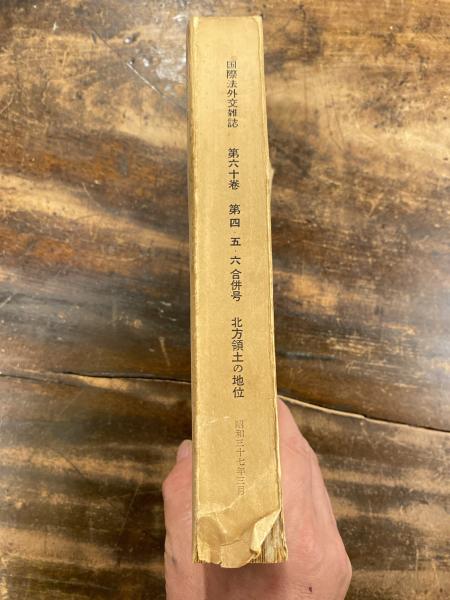 国際法外交雑誌 第六十巻 第四・五・六合併号 北方領土の地位 昭和三十七年三月